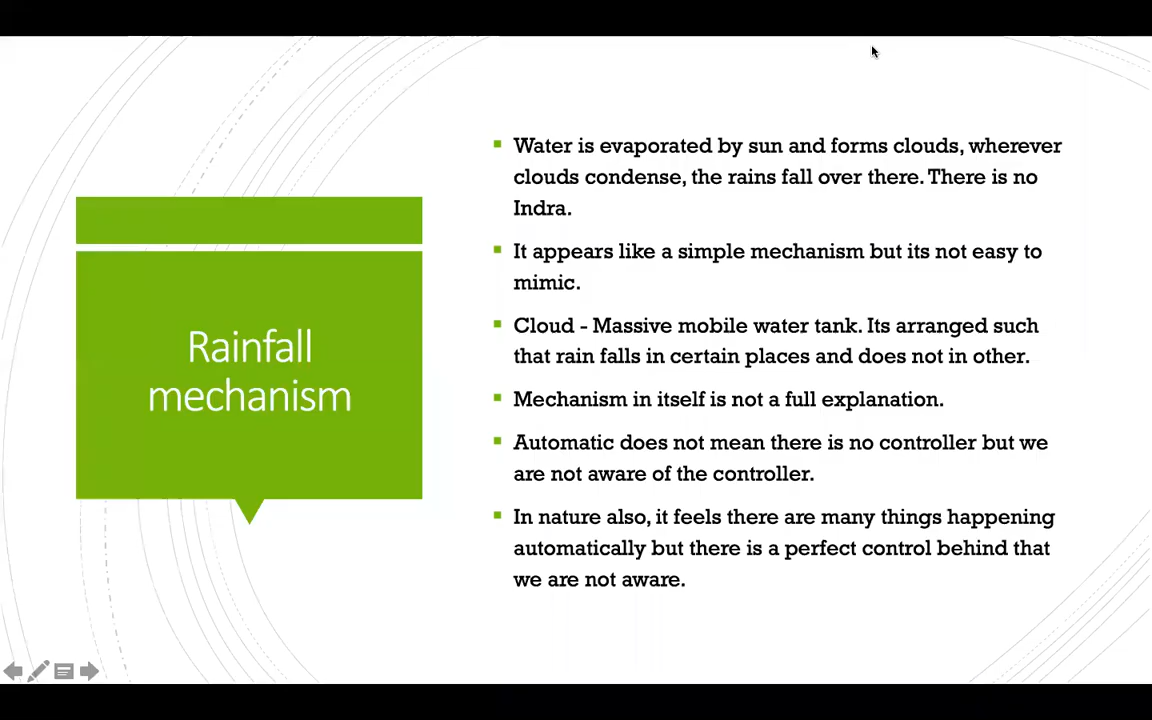 Rainfall
mechanism
Water is evaporated by sun and forms clouds, wherever
clouds condense, the rains fall over there. There is no
Indra.
It appears like a simple mechanism but its not easy to
mimic.
Cloud - Massive mobile water tank. Its arranged such
that rain falls in certain places and does not in other.
Mechanism in itself is not a full explanation.
Automatic does not mean there is no controller but we
are not aware of the controller.
In nature also, it feels there are many things happening
automatically but there is a perfect control behind that
we are not aware.